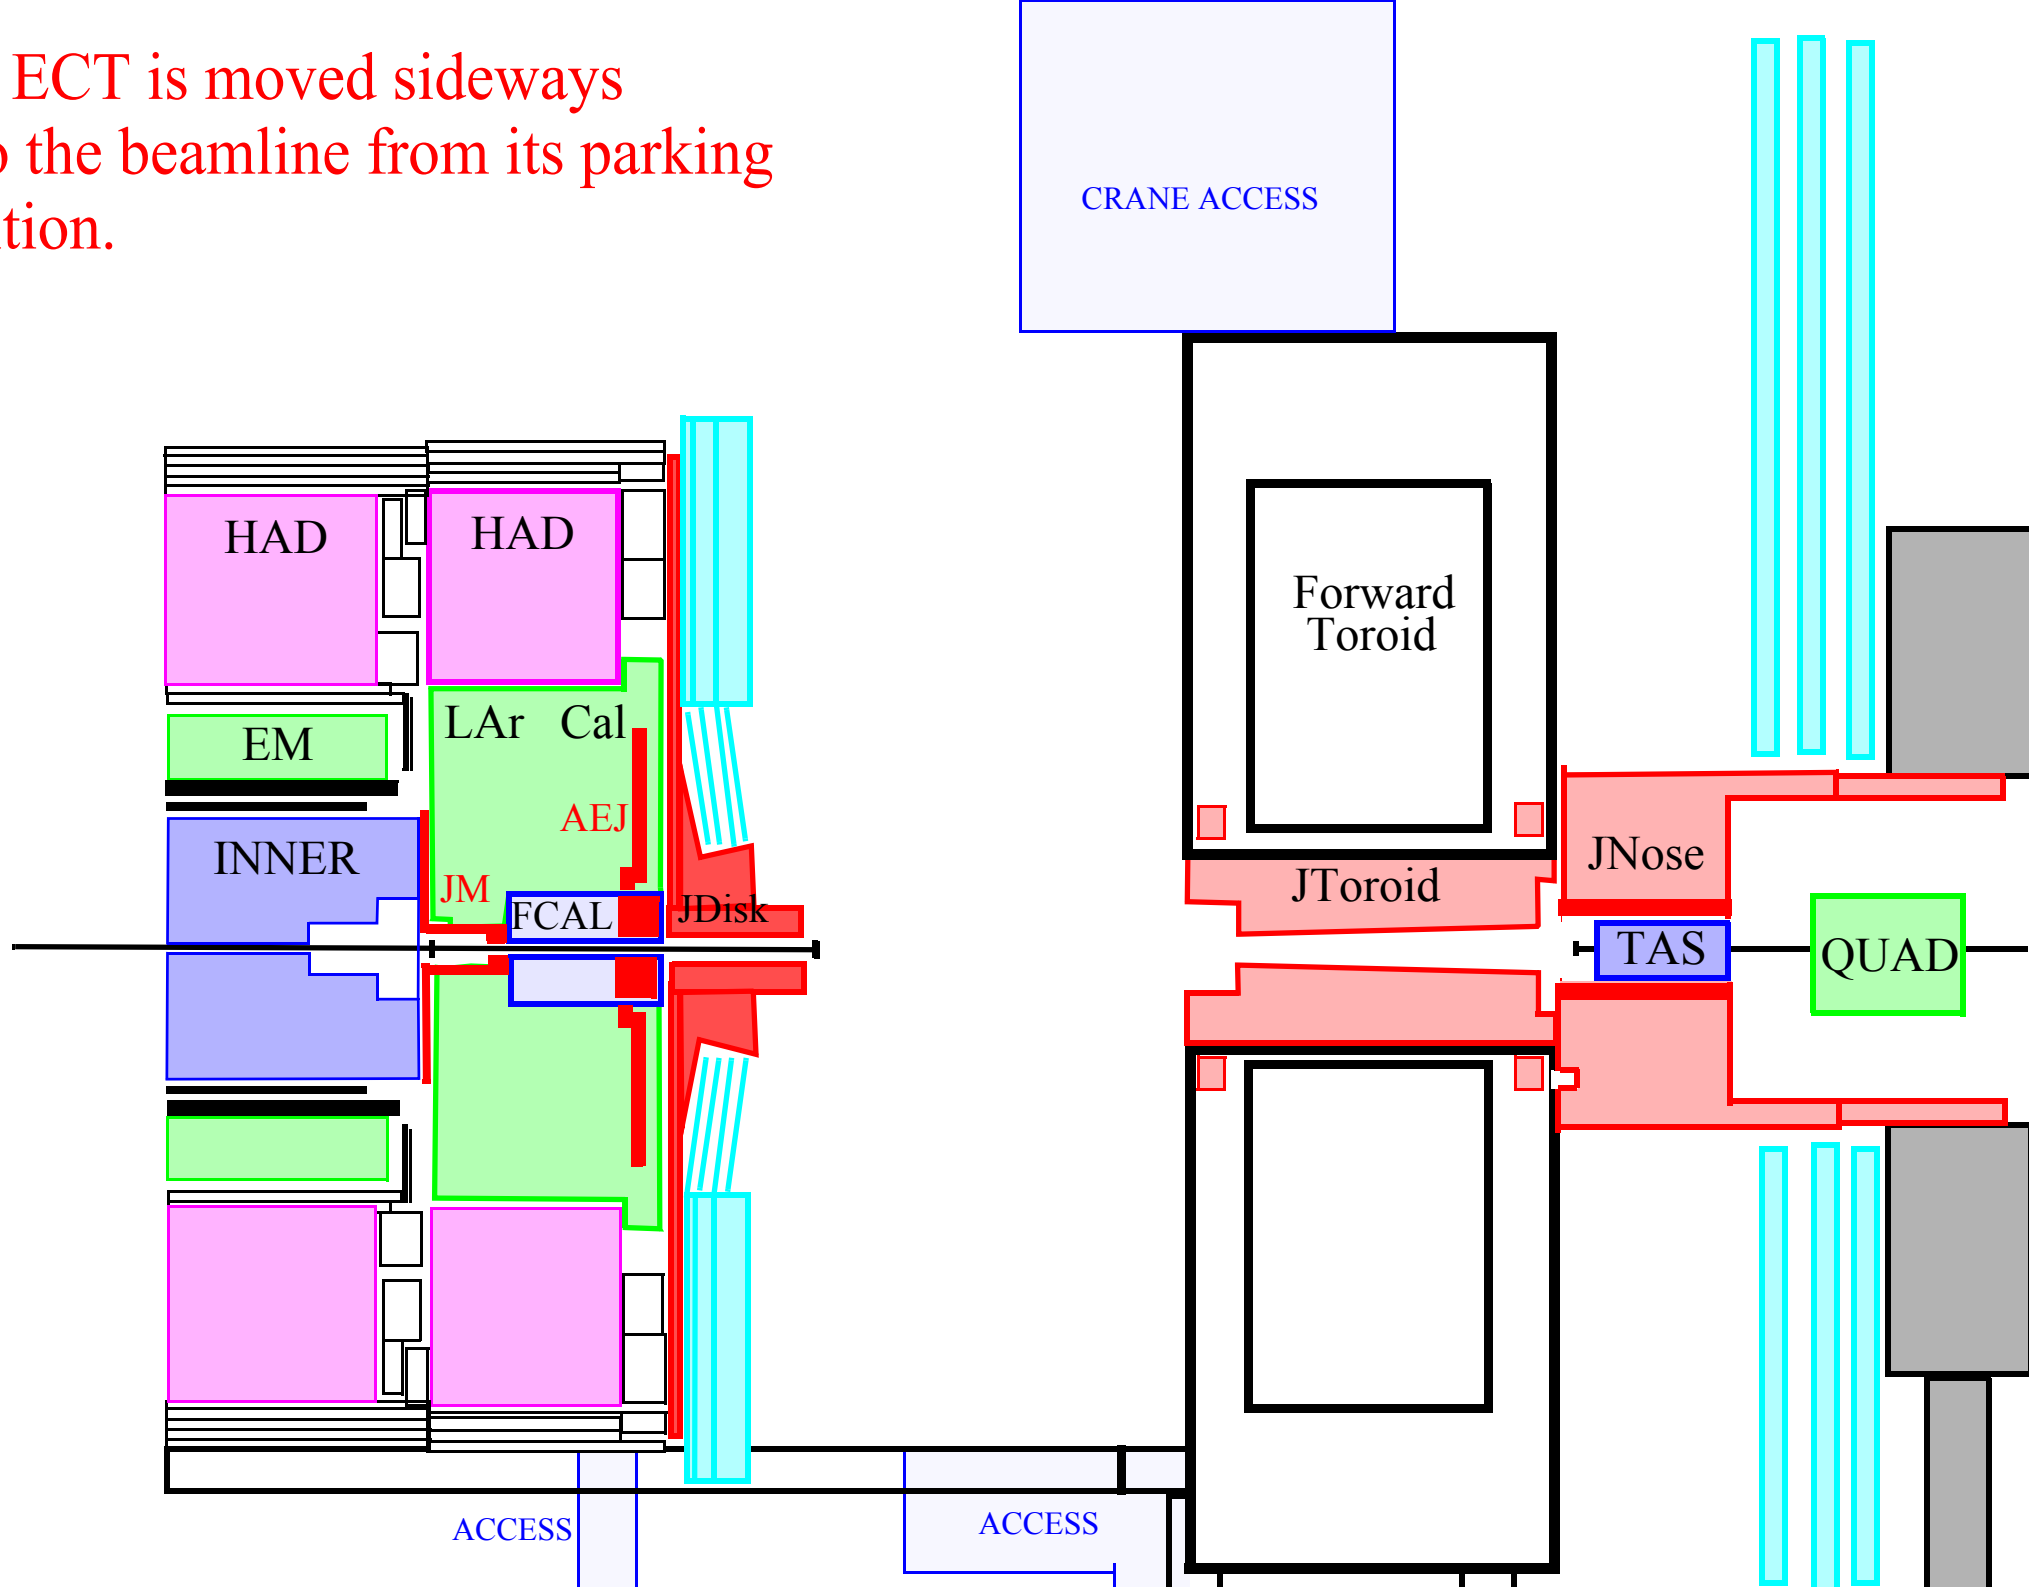 ECT is moved sideways
the beamline from its parking
CRANE ACCESS
HAD
HAD
Forward
Toroid
LAr Cal
EM
AEJ
INNER
JNose
JM
JToroid
FCAL
JDisk
TAS
QUAD
ACCESS
ACCESS